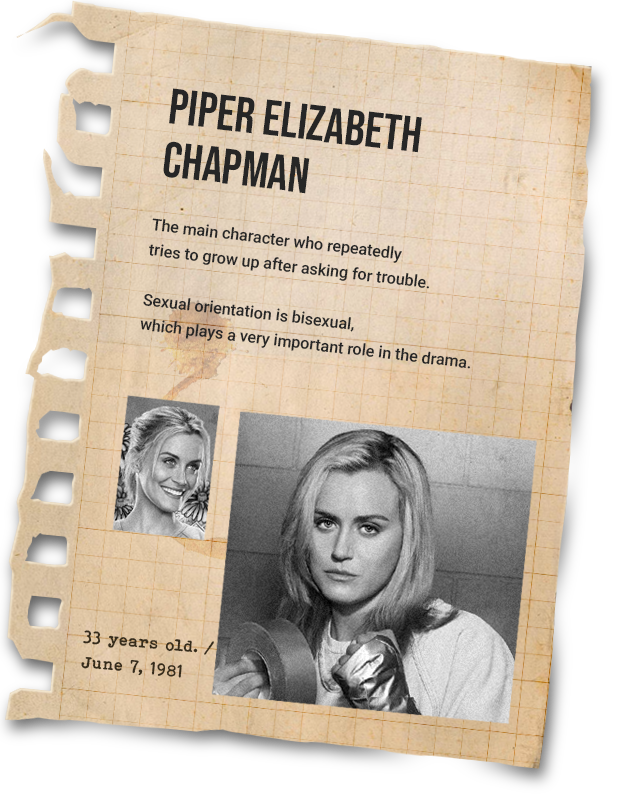 PIPER ELIZABETH
CHAPMAN
The main character who repeatedly
tries to grow up after asking for trouble.
Sexual orientation is bisexual,
which plays a very important role in the drama.
33 years old. /
June 7, 1981